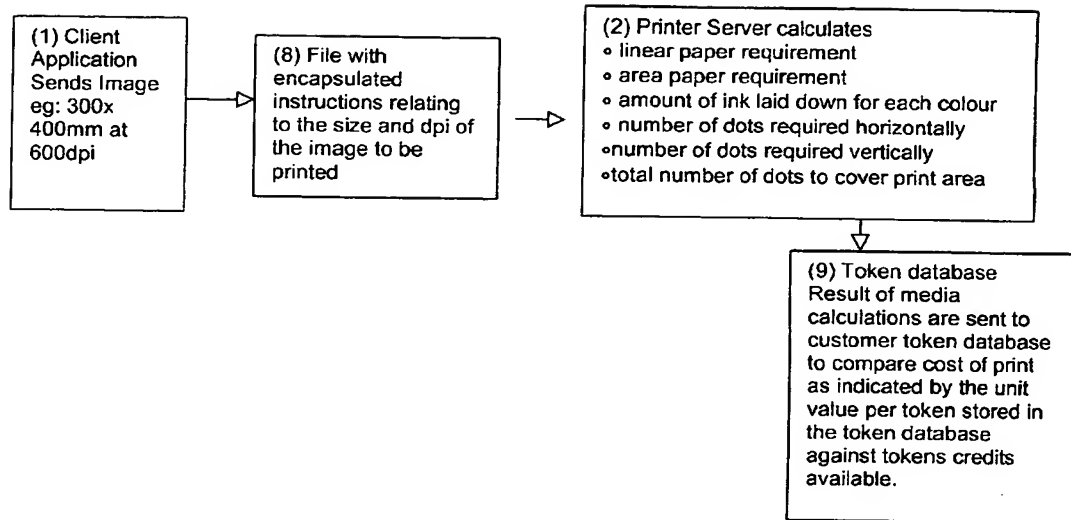 (1) Client
Application
Sends Image
eg: 300x
400mm at
600dpi
(8) File with
encapsulated
instructions relating
to the size and dpi of
the image to be
printed
(2) Printer Server calculates
∘ linear paper requirement
∘ area paper requirement
∘ amount of ink laid down for each colour
∘ number of dots required horizontally
∘number of dots required vertically
∘total number of dots to cover print area
(9) Token database
Result of media
calculations are sent to
customer token database
to compare cost of print
as indicated by the unit
value per token stored in
the token database
against tokens credits
available.